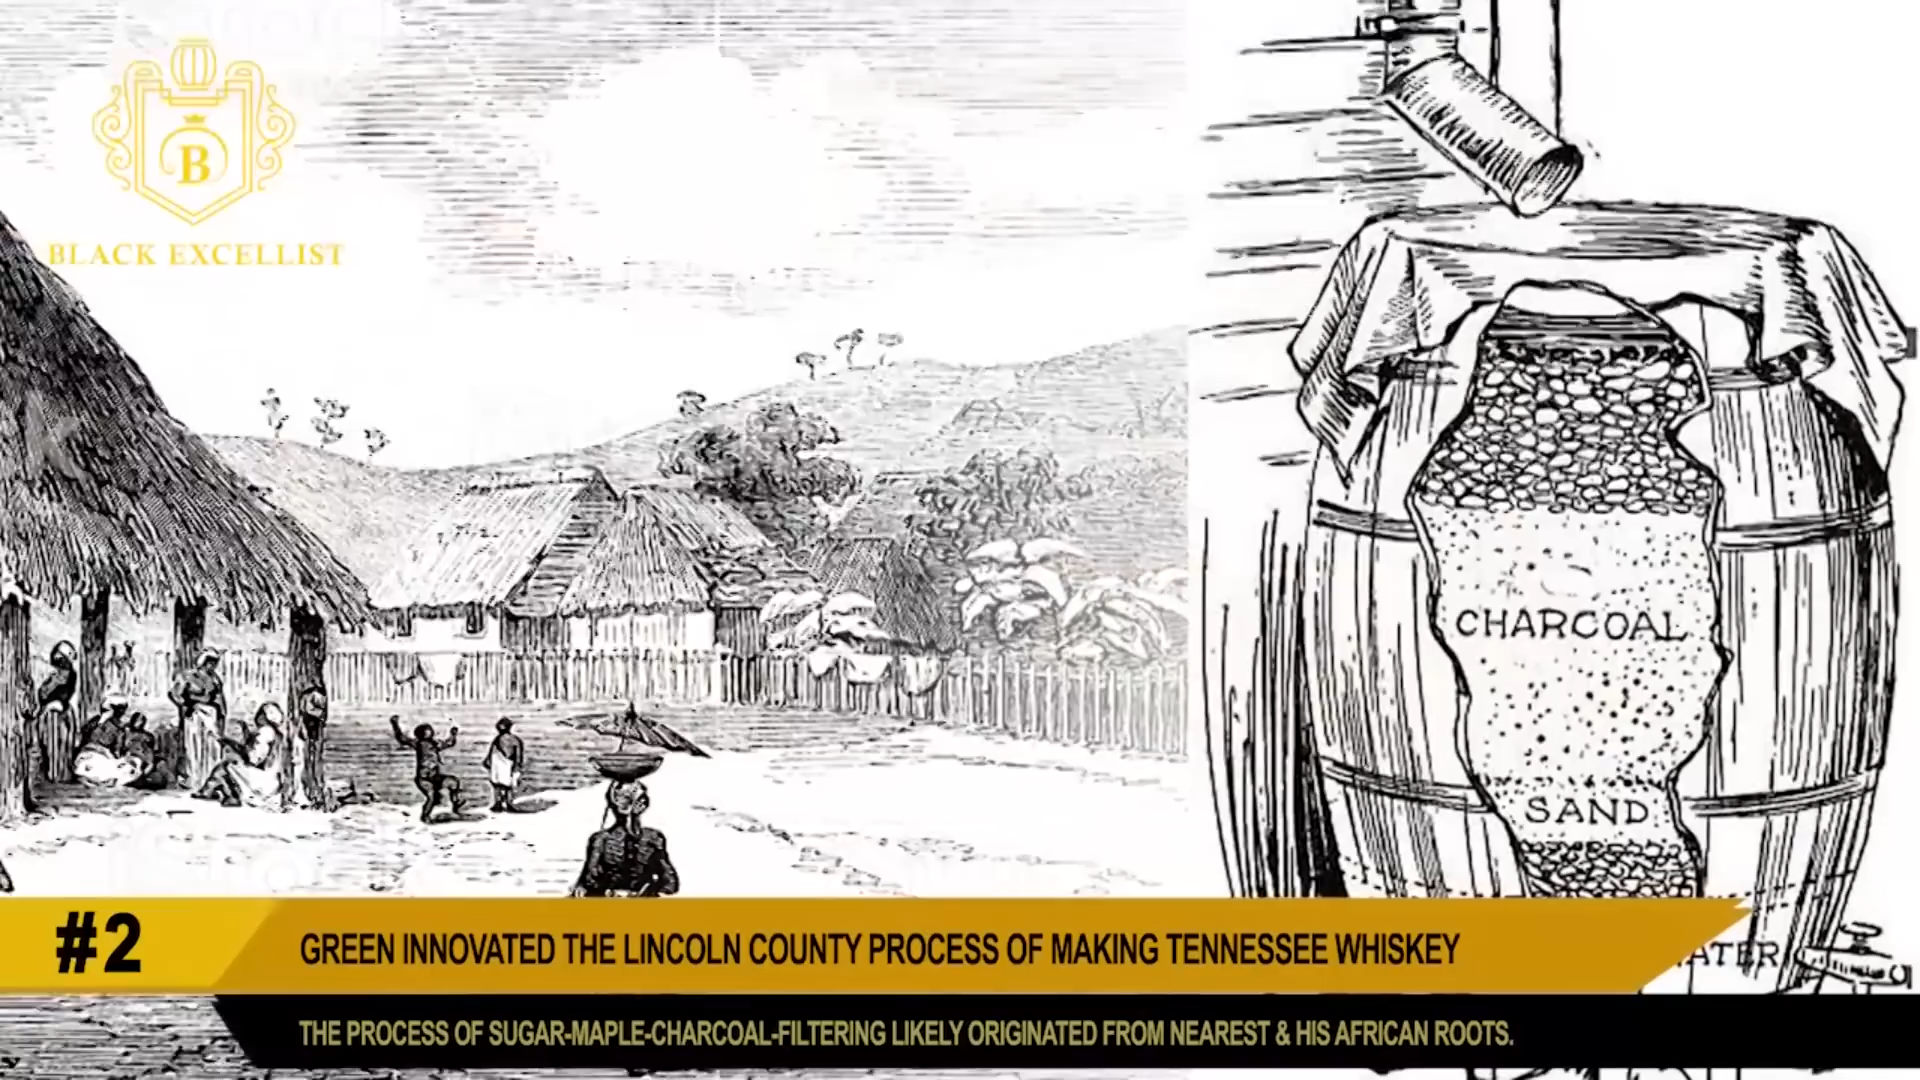 B
BLACK EXCELLIST
CHARCOAL
SAND
#2
GREEN INNOVATED THE LINCOLN COUNTY PROCESS OF MAKING TENNESSEE WHISKEY
THE PROCESS OF SUGAR-MAPLE-CHARCOAL-FILTERING LIKELY ORIGINATED FROM NEAREST & HIS AFRICAN ROOTS.